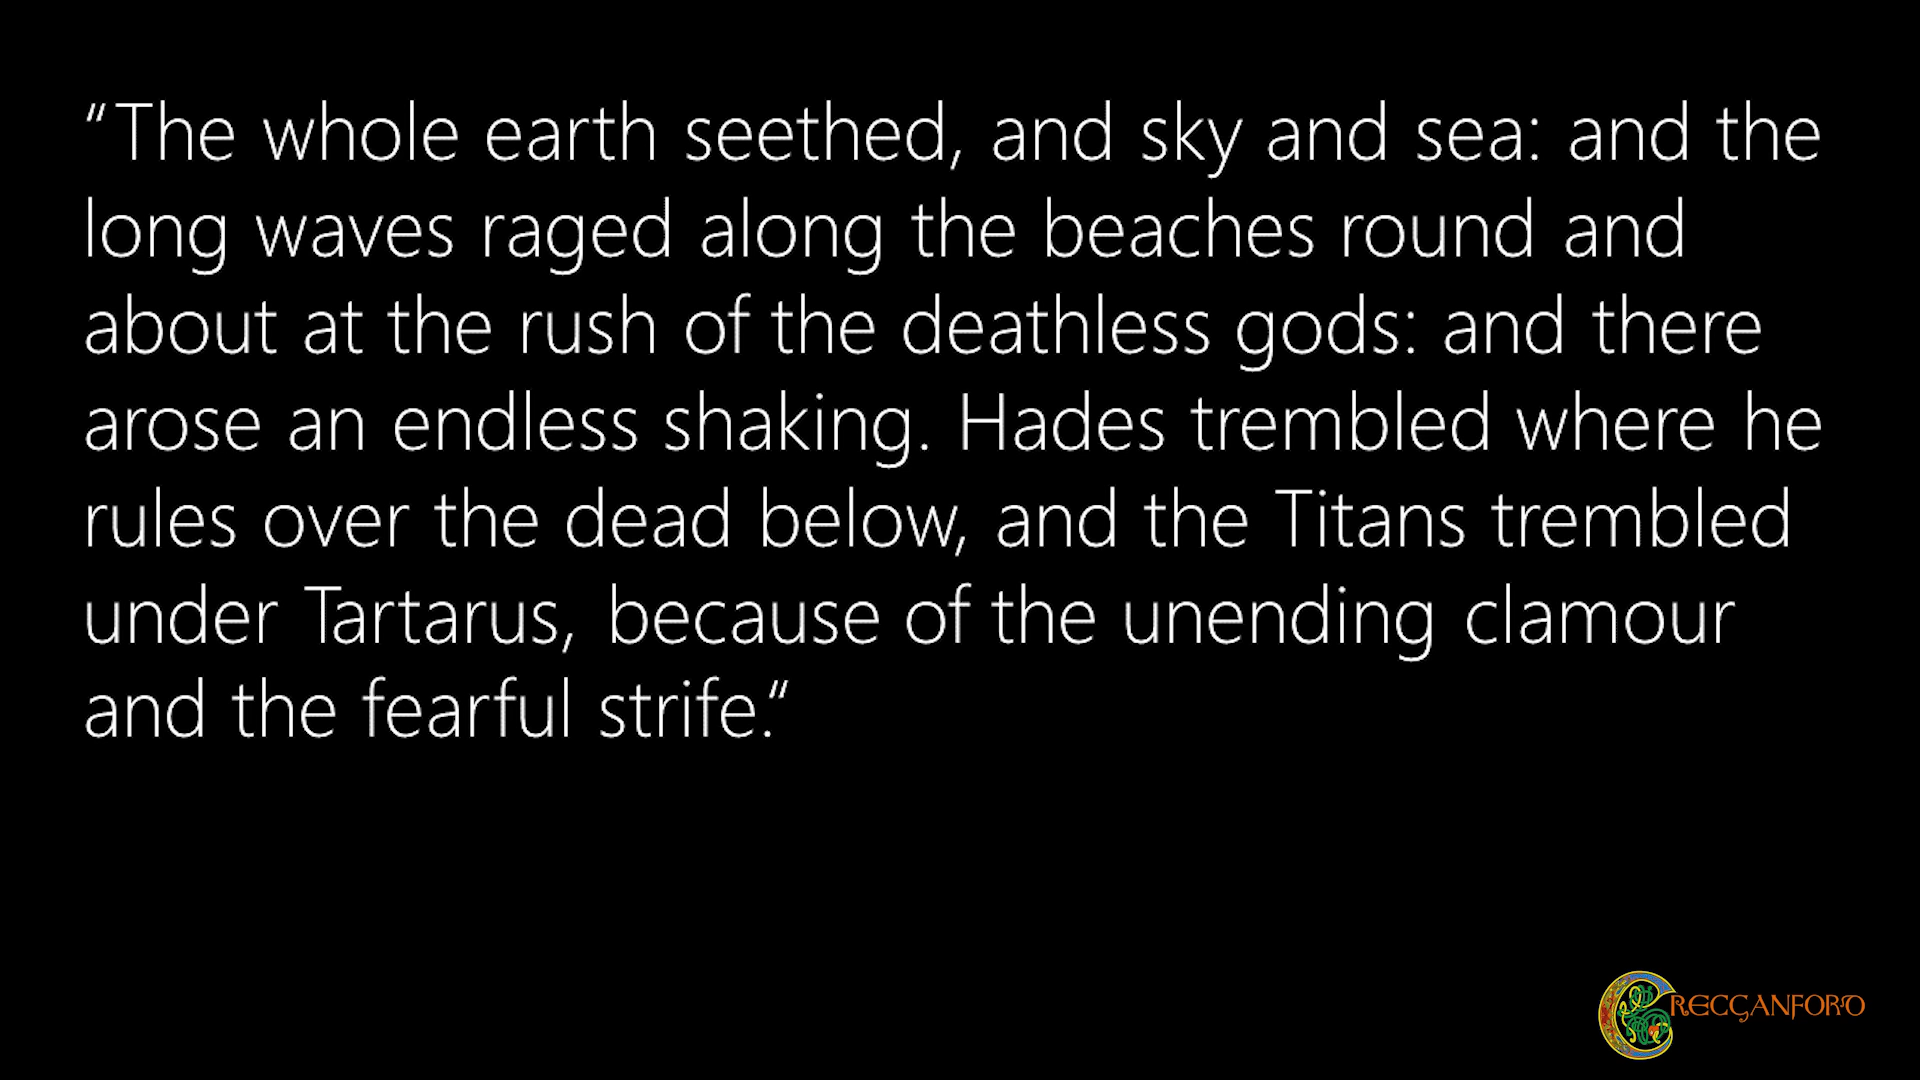 “The whole earth seethed, and sky and sea: and the
long waves raged along the beaches round and
about at the rush of the deathless gods: and there
arose an endless shaking. Hades trembled where he
rules over the dead below, and the Titans trembled
under Tartarus, because of the unending clamour
and the fearful strife.“
CRECGANFORD